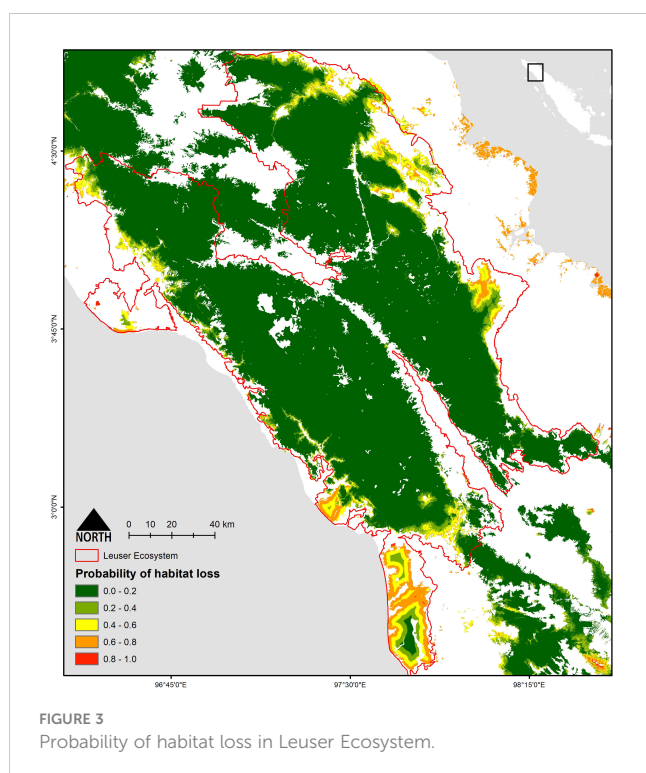 4°30'0"N
3°45'0"N
3°0'0"N
NORTH
0 10 20 40 km
Leuser Ecosystem
Probability of habitat loss
0.0 - 0.2
0.2 - 0.4
0.4 - 0.6
0.6 - 0.8
0.8 - 1.0
96°45'0"E 97°30'0"E 98°15'0"E
FIGURE 3
Probability of habitat loss in Leuser Ecosystem.